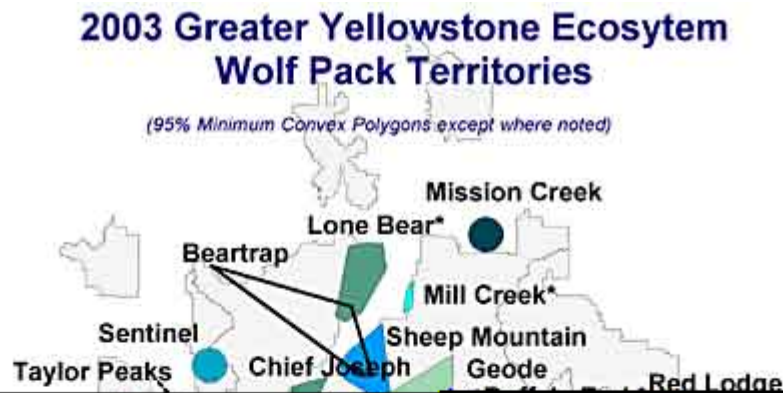 2003 Greater Yellowstone Ecosytem
Wolf Pack Territories
(95% Minimum Convex Polygons except where noted)
Mission Creek
Lone Bear*
Beartrap
Mill Creek*
Sentinel
Sheep Mountain
Taylor Peaks
Chief Joseph
Geode
Red Lodge